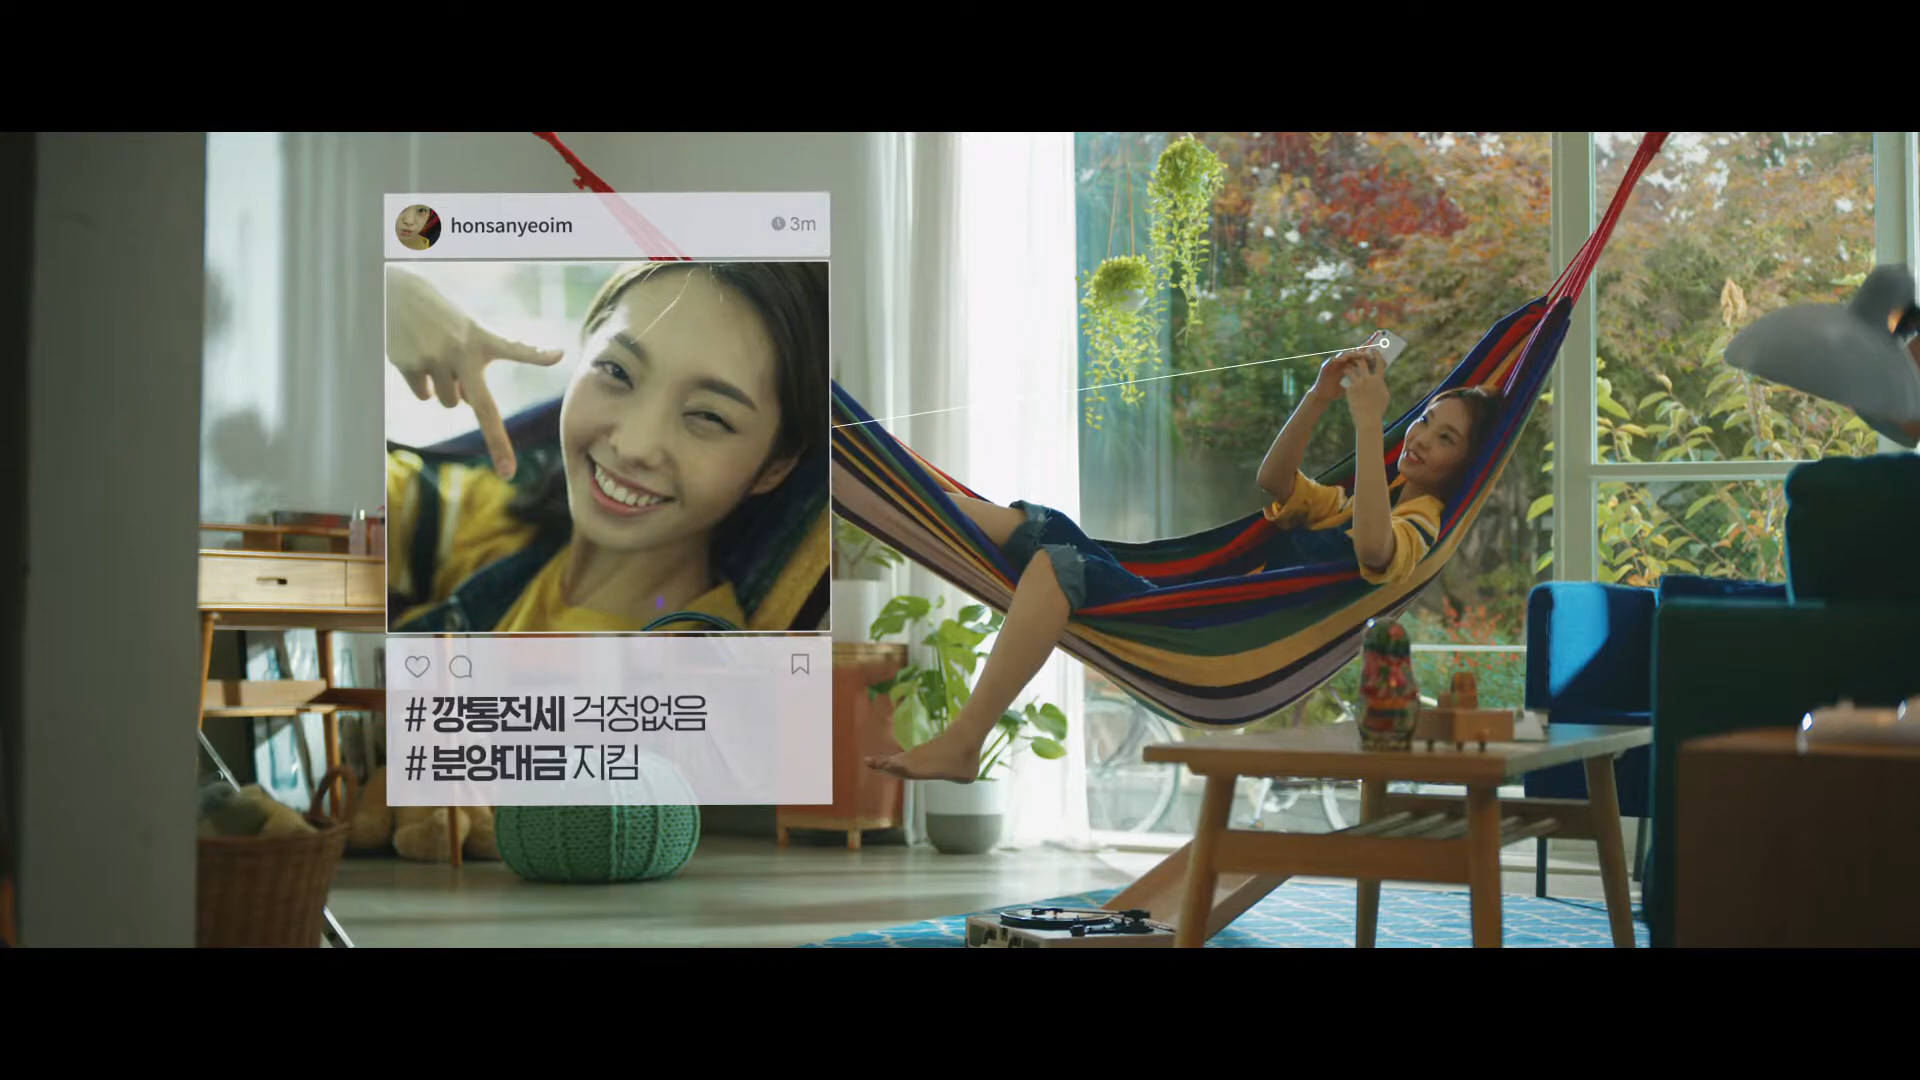 honsanyeoim
3m
# 깡통전세 걱정없음
# 분양대금 지킴